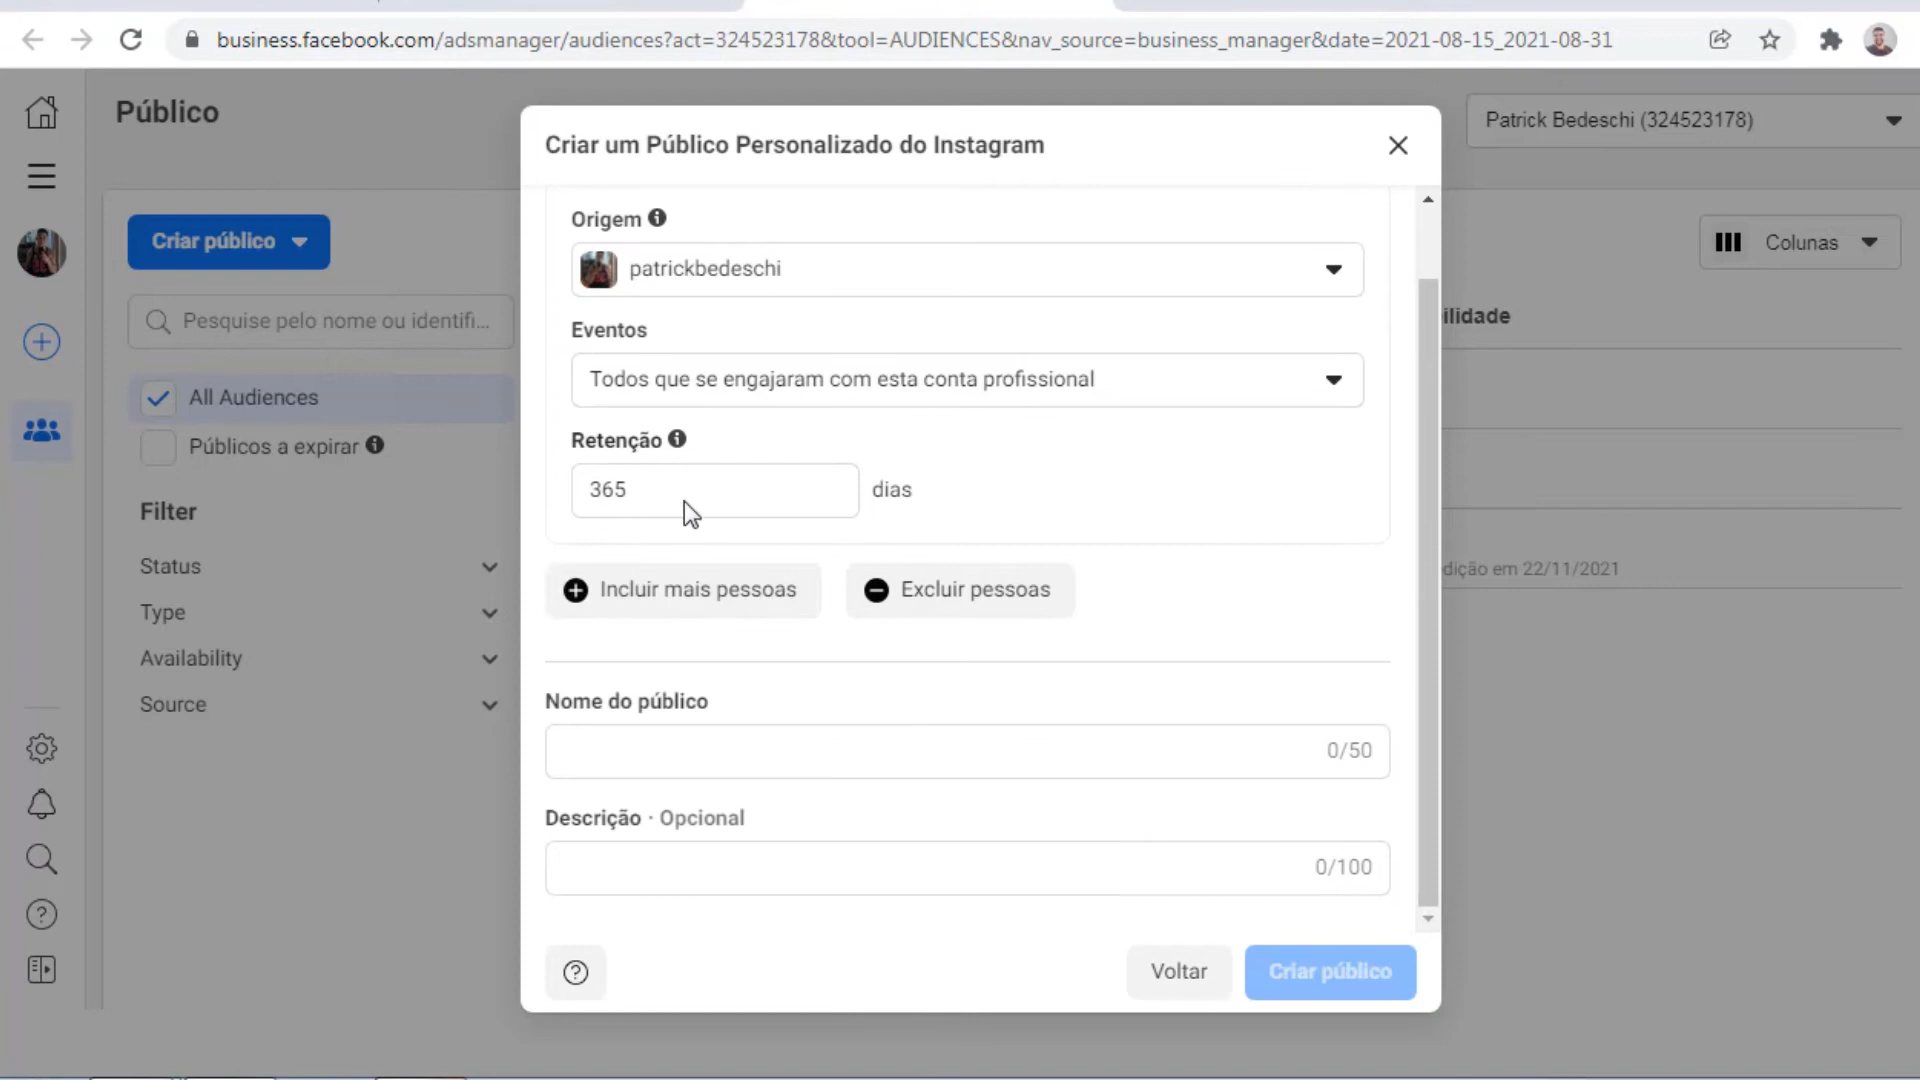 business.facebook.com/adsmanager/audiences?act=324523178&tool=AUDIENCES&nav_source=business_manager&date=2021-08-15_2021-08-31
Público
Patrick Bedeschi (324523178)
Criar público
Pesquise pelo nome ou identifi...
All Audiences
Públicos a expirar
Filter
Status
Type
Availability
Source
Criar um Público Personalizado do Instagram
Origem
patrickbedeschi
Eventos
Todos que se engajaram com esta conta profissional
Retenção
365 dias
Incluir mais pessoas
Excluir pessoas
Nome do público
0/50
Descrição · Opcional
0/100
Voltar
Criar público
Colunas
ilidade
dição em 22/11/2021